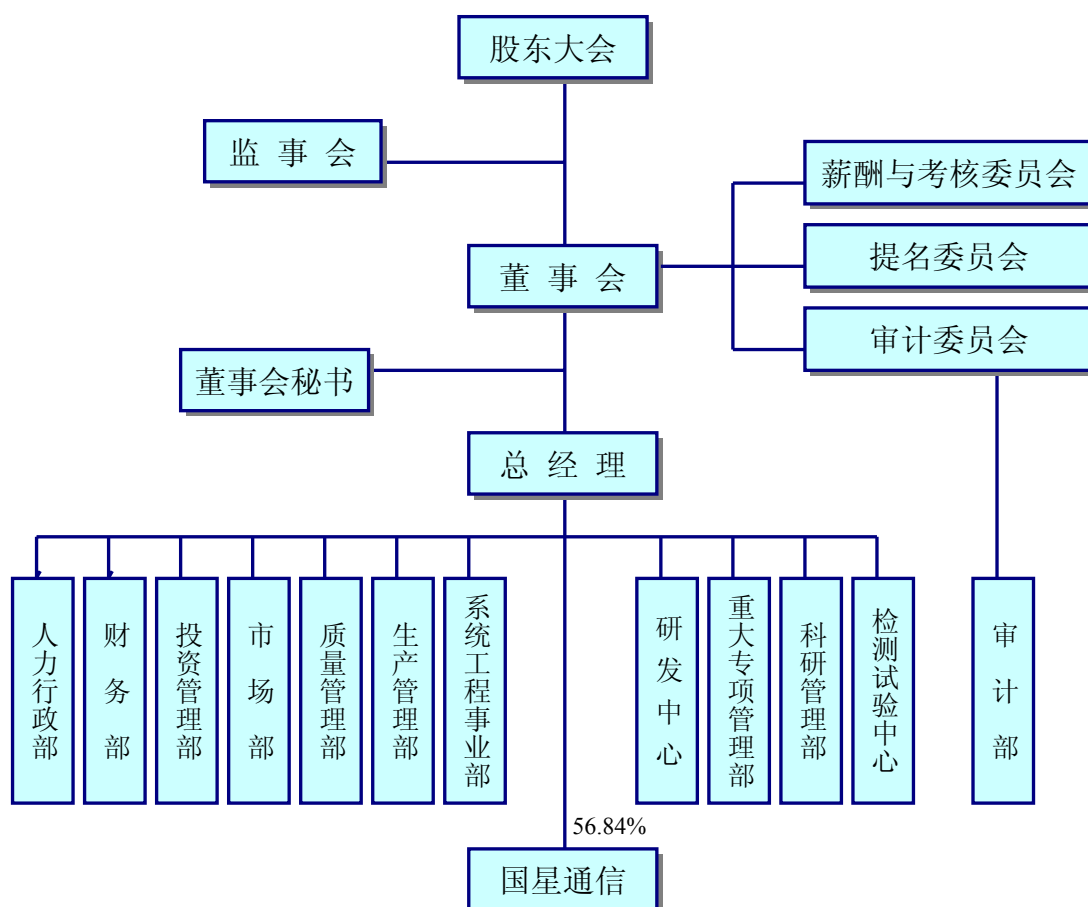 股东大会
监 事 会
薪酬与考核委员会
董 事 会
提名委员会
审计委员会
董事会秘书
总 经 理
人力行政部
财务部
投资管理部
市场部
质量管理部
生产管理部
系统工程事业部
研发中心
重大专项管理部
科研管理部
检测试验中心
审计部
56.84%
国星通信